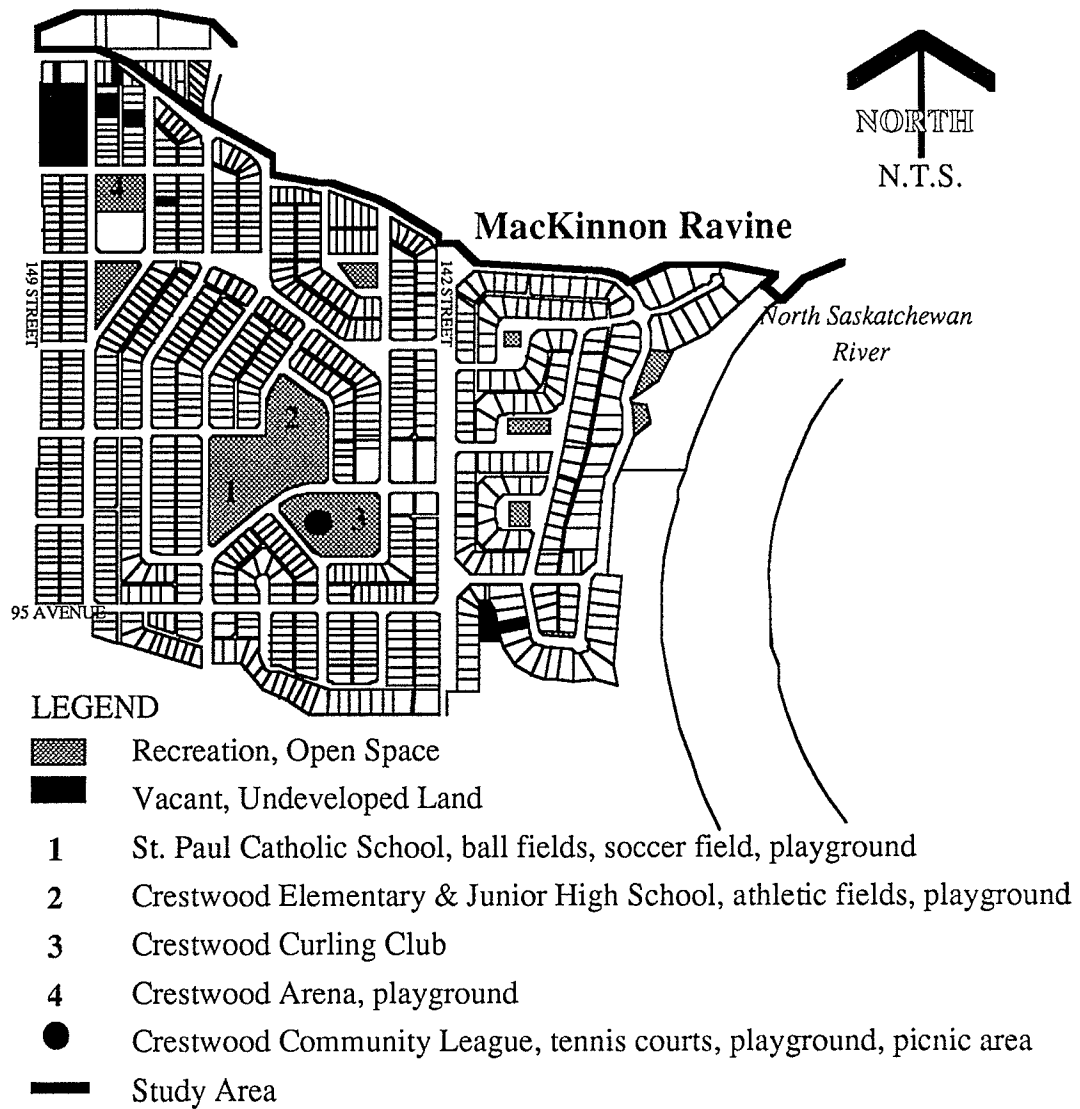 NORTH
N.T.S.
4
MacKinnon Ravine
149 STREET
142 STREET
North Saskatchewan
River
2
1
3
95 AVENUE
LEGEND
Recreation, Open Space
Vacant, Undeveloped Land
1 St. Paul Catholic School, ball fields, soccer field, playground
2 Crestwood Elementary & Junior High School, athletic fields, playground
3 Crestwood Curling Club
4 Crestwood Arena, playground
Crestwood Community League, tennis courts, playground, picnic area
Study Area